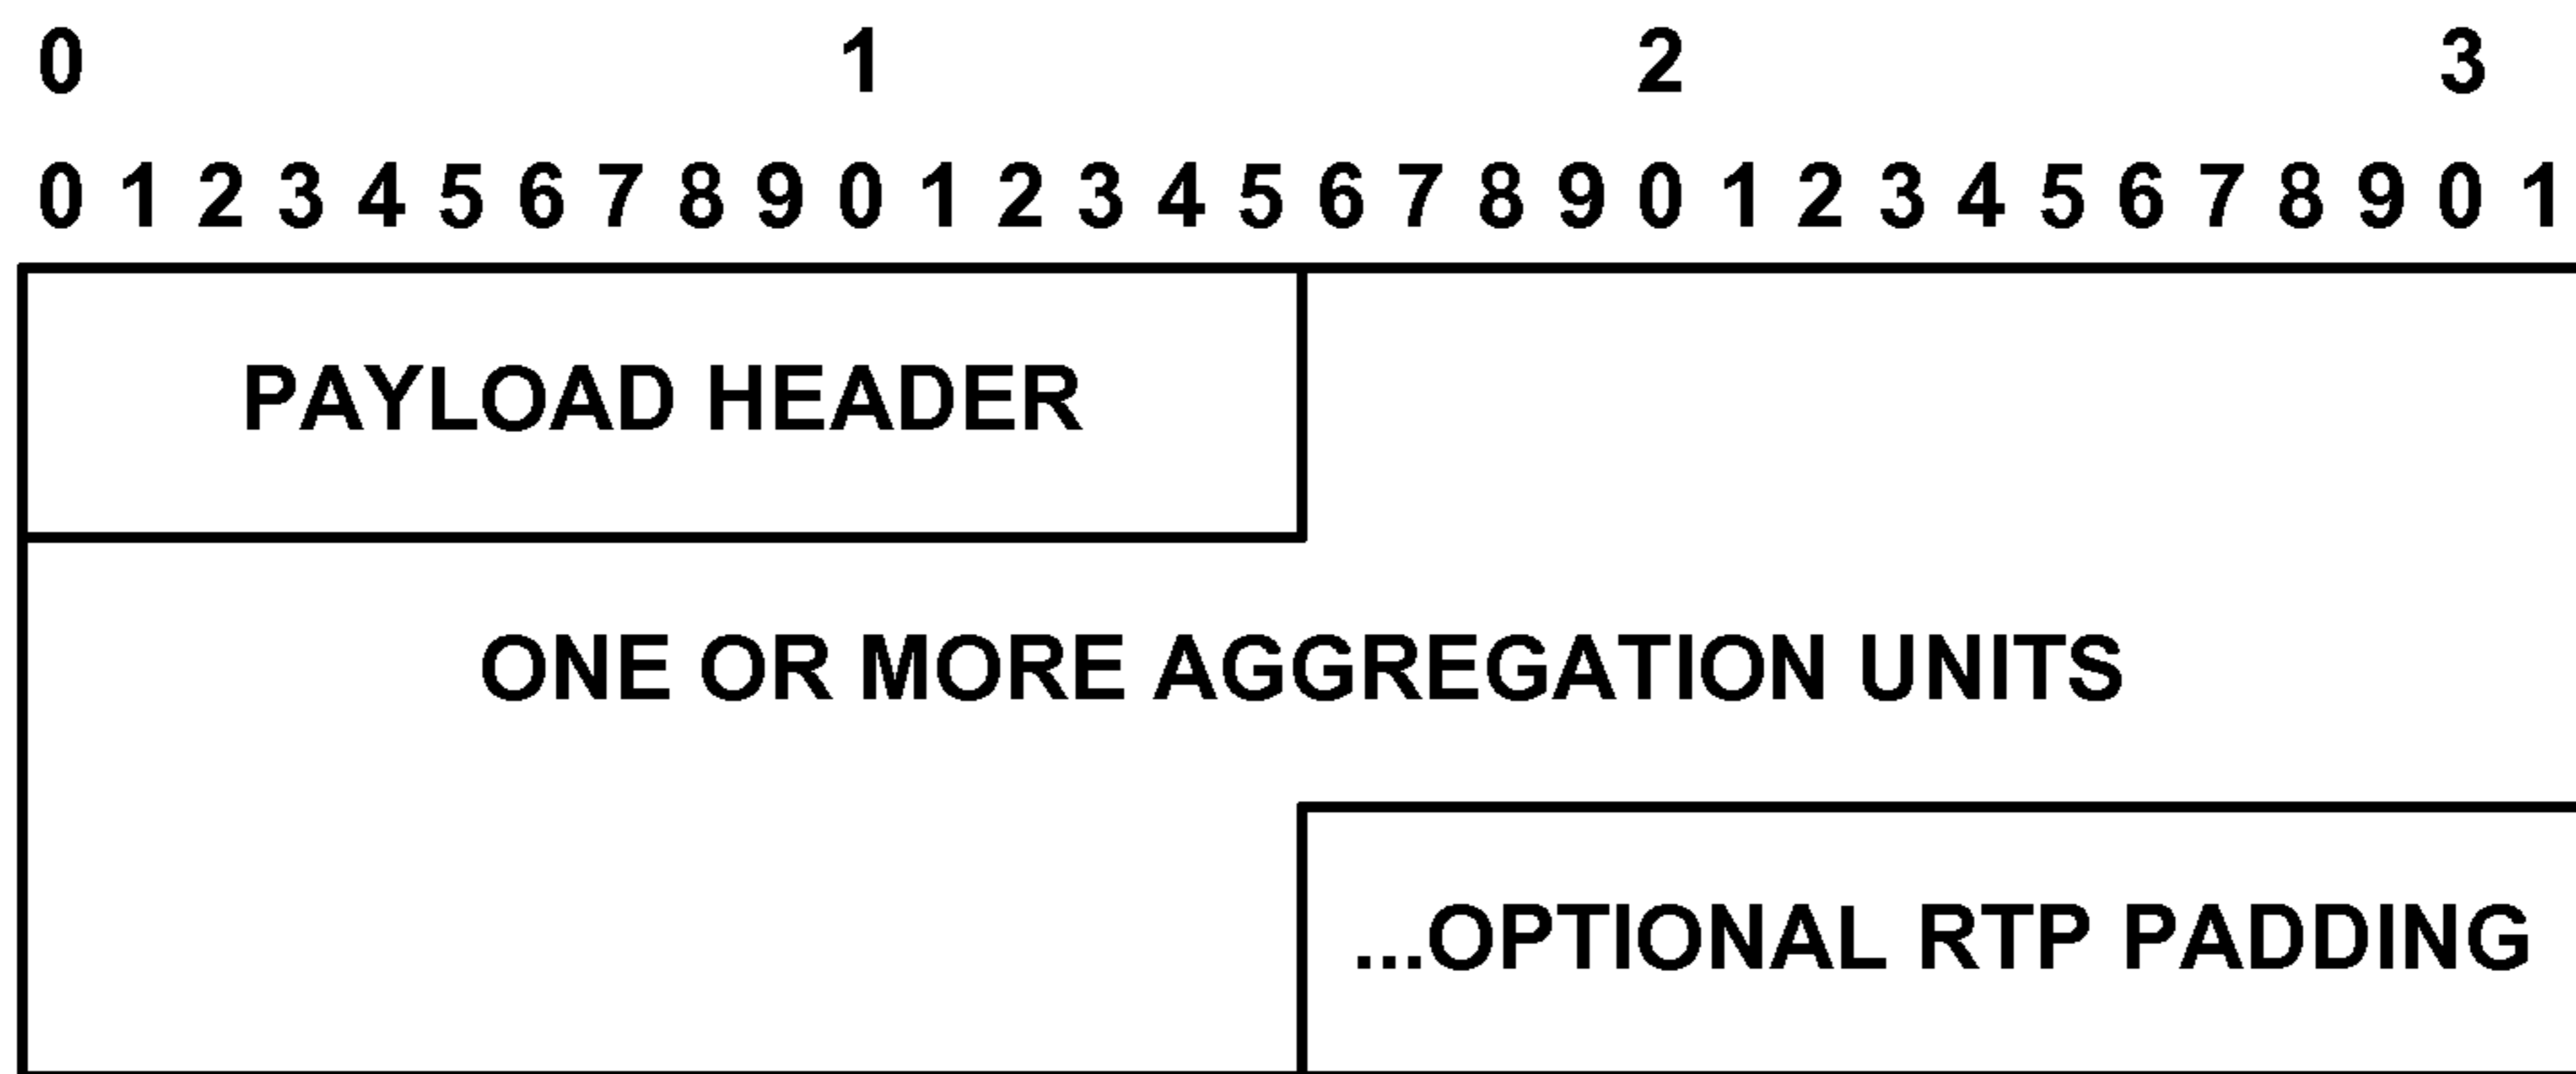 0 1 2 3
0 1 2 3 4 5 6 7 8 9 0 1 2 3 4 5 6 7 8 9 0 1 2 3 4 5 6 7 8 9 0 1
PAYLOAD HEADER
ONE OR MORE AGGREGATION UNITS
...OPTIONAL RTP PADDING